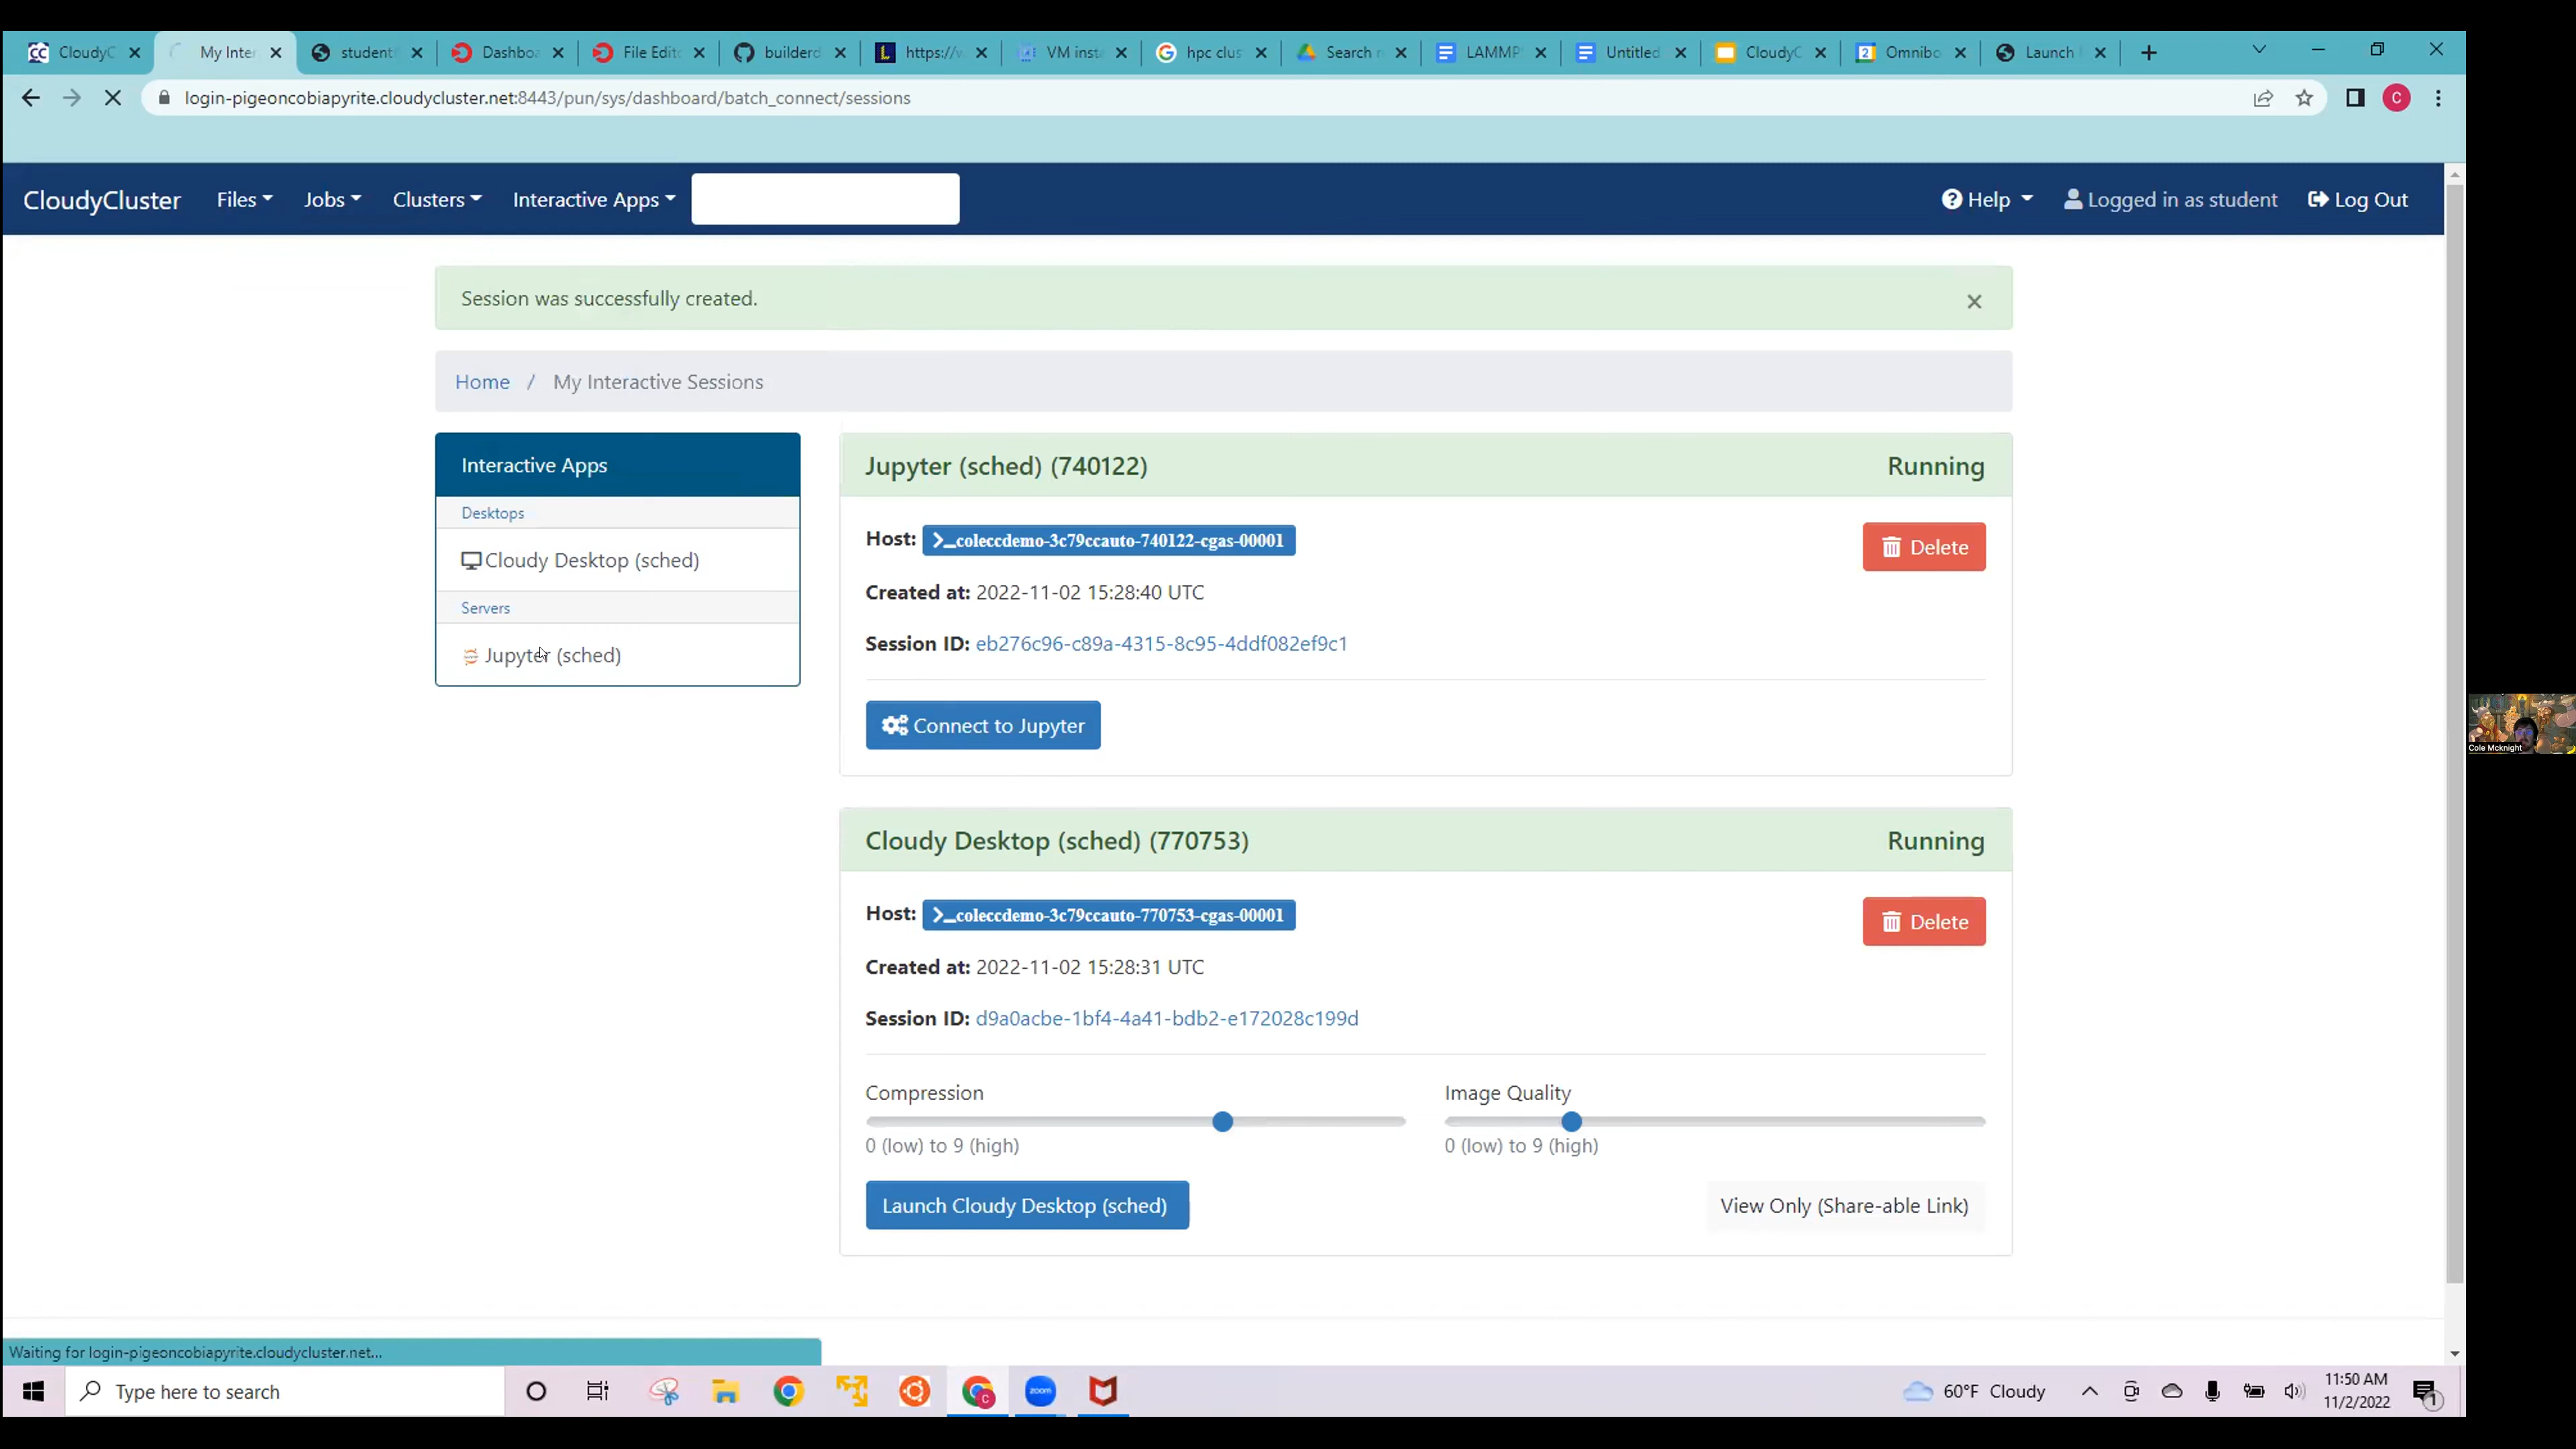 CloudyC
My Inter
student
Dashboa
File Edit
builderd
https://w
VM inst
hpc clus
Search r
LAMMP
Untitled
CloudyC
Omnibo
Launch
login-pigeoncobiapyrite.cloudycluster.net:8443/pun/sys/dashboard/batch_connect/sessions
C
CloudyCluster Files Jobs Clusters Interactive Apps Help Logged in as student Log Out
Session was successfully created.
Home / My Interactive Sessions
Interactive Apps
Desktops
Cloudy Desktop (sched)
Servers
Jupyter (sched)
Jupyter (sched) (740122) Running
Host: >_coleccdemo-3c79ccauto-740122-cgas-00001
Delete
Created at: 2022-11-02 15:28:40 UTC
Session ID: eb276c96-c89a-4315-8c95-4ddf082ef9c1
Connect to Jupyter
Cloudy Desktop (sched) (770753) Running
Host: >_coleccdemo-3c79ccauto-770753-cgas-00001
Delete
Created at: 2022-11-02 15:28:31 UTC
Session ID: d9a0acbe-1bf4-4a41-bdb2-e172028c199d
Compression Image Quality
0 (low) to 9 (high) 0 (low) to 9 (high)
Launch Cloudy Desktop (sched) View Only (Share-able Link)
Cole Mcknight
Waiting for login-pigeoncobiapyrite.cloudycluster.net...
Type here to search
zoom
60°F Cloudy
11:50 AM
11/2/2022
1